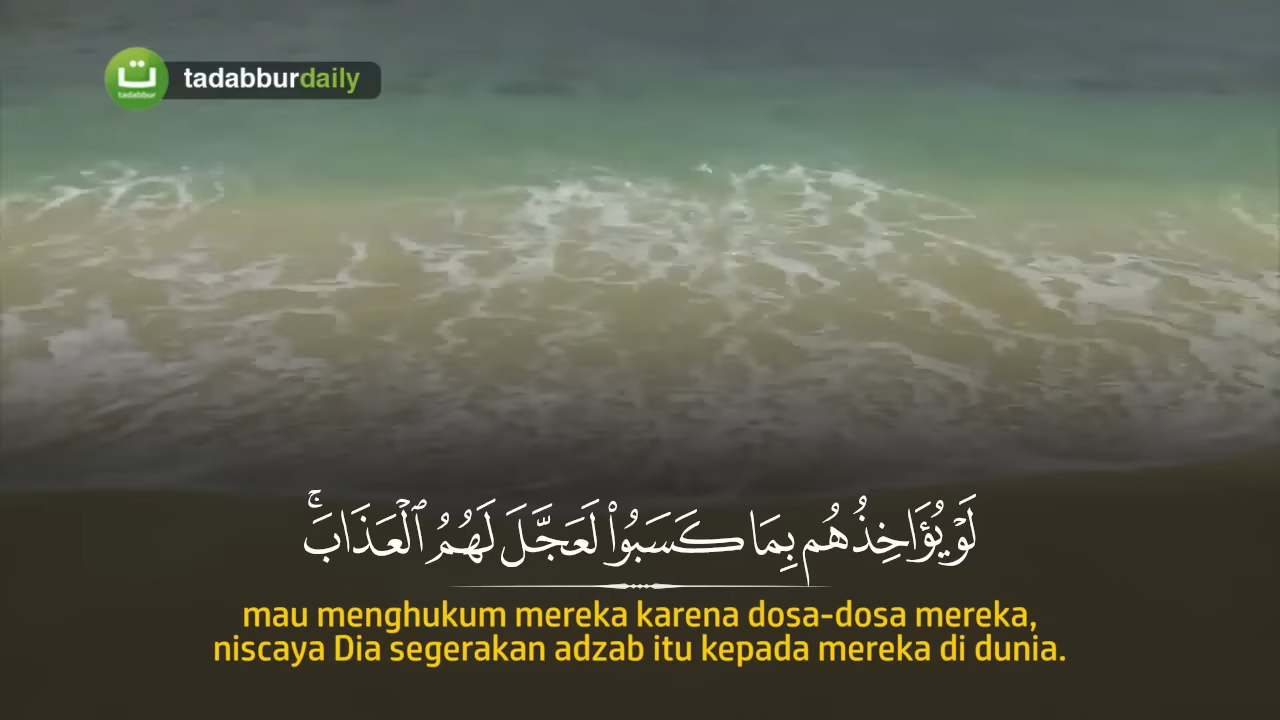 ت
tadabbur
tadabburdaily
لَوْ يُؤَاخِذُهُم بِمَا كَسَبُوا۟ لَعَجَّلَ لَهُمُ ٱلْعَذَابَ ۚ
mau menghukum mereka karena dosa-dosa mereka,
niscaya Dia segerakan adzab itu kepada mereka di dunia.